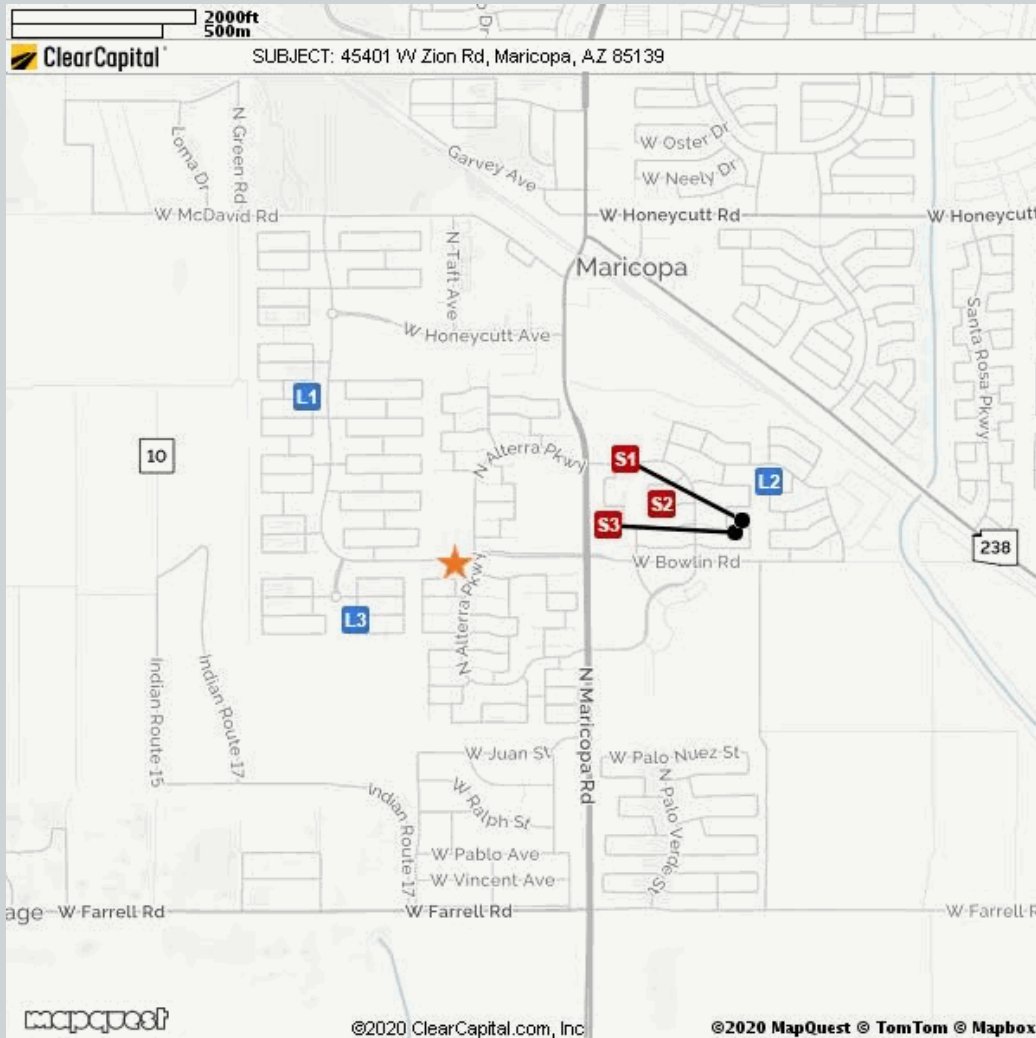 2000ft
500m
ClearCapital
SUBJECT: 45401 W Zion Rd, Maricopa, AZ 85139
N Green Rd
Loma Dr
Garvey Ave
W Oster Dr
W Neely Dr
W McDavid Rd
W Honeycutt Rd
W Honeycutt
N Taft Ave
Maricopa
W Honeycutt Ave
Santa Rosa Pkwy
L1
10
N Alterra Pkwy
S1
L2
S2
S3
238
W Bowlin Rd
N Alterra Pkwy
L3
Indian Route 15
Indian Route 17
N Maricopa Rd
W Juan St
W Palo Nuez St
N Palo Verde St
Indian Route 17
W Ralph St
W Pablo Ave
W Vincent Ave
age
W Farrell Rd
W Farrell Rd
W Farrell R
mapquest
©2020 ClearCapital.com, Inc
©2020 MapQuest © TomTom © Mapbox